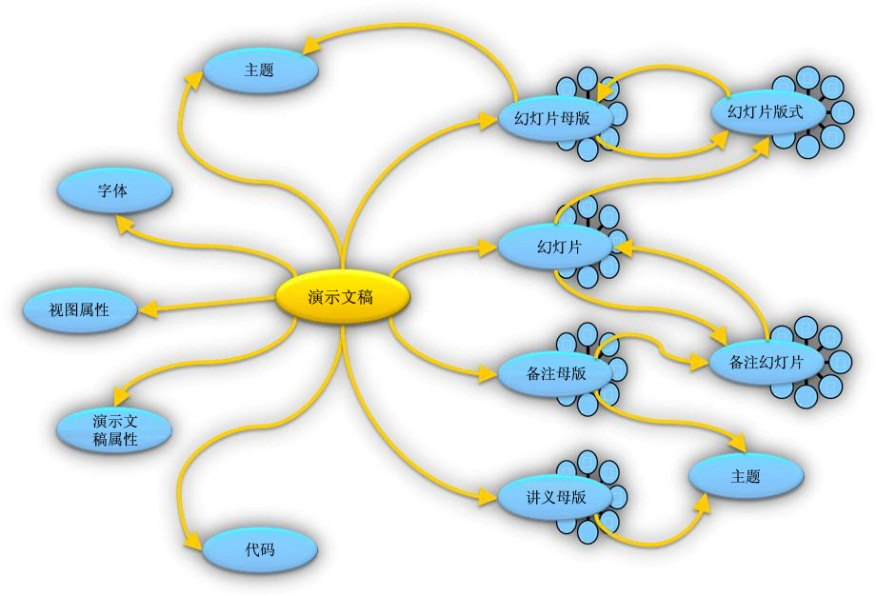 主题
幻灯片母版
幻灯片版式
字体
幻灯片
演示文稿
视图属性
备注母版
备注幻灯片
演示文
稿属性
主题
讲义母版
代码